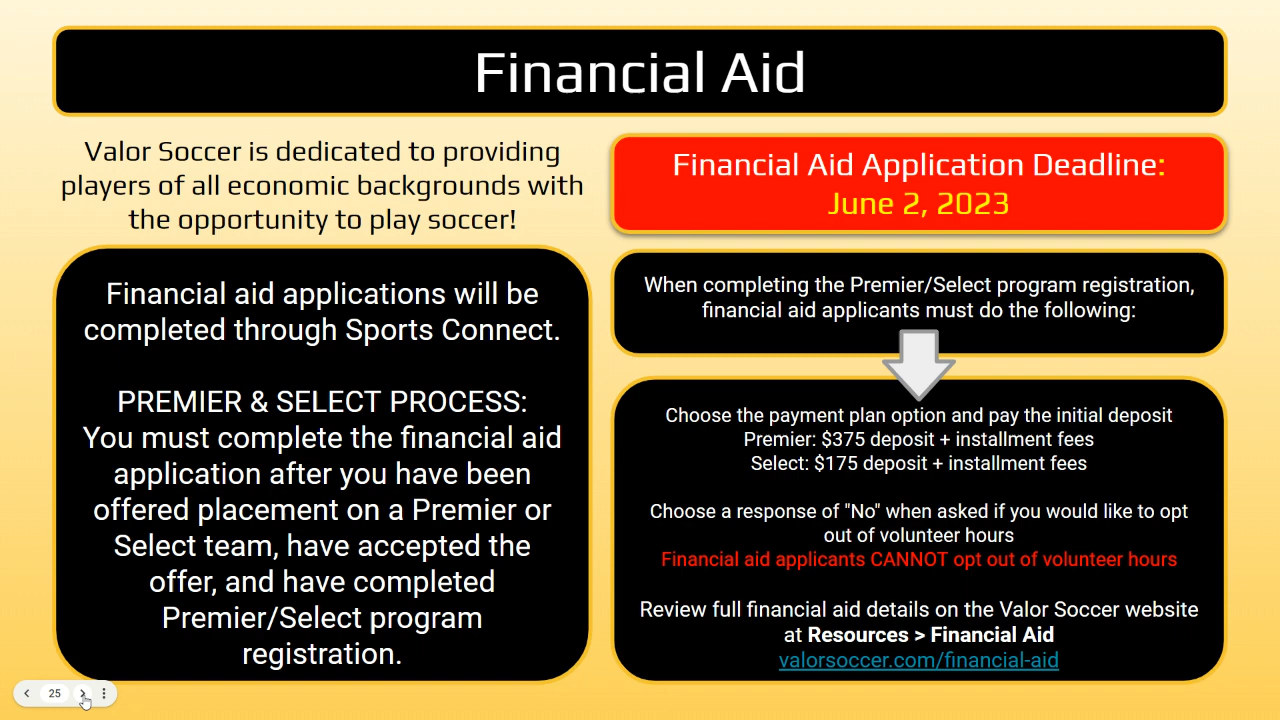 Financial Aid
Valor Soccer is dedicated to providing
players of all economic backgrounds with
the opportunity to play soccer!
Financial Aid Application Deadline:
June 2, 2023
Financial aid applications will be
completed through Sports Connect.
PREMIER & SELECT PROCESS:
You must complete the financial aid
application after you have been
offered placement on a Premier or
Select team, have accepted the
offer, and have completed
Premier/Select program
registration.
When completing the Premier/Select program registration,
financial aid applicants must do the following:
Choose the payment plan option and pay the initial deposit
Premier: $375 deposit + installment fees
Select: $175 deposit + installment fees
Choose a response of "No" when asked if you would like to opt
out of volunteer hours
Financial aid applicants CANNOT opt out of volunteer hours
Review full financial aid details on the Valor Soccer website
at Resources > Financial Aid
valorsoccer.com/financial-aid
25